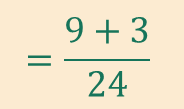 = 9 + 3
24